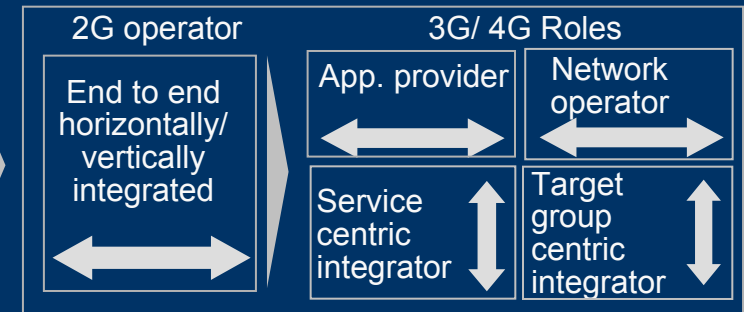 2G operator
3G/ 4G Roles
End to end
horizontally/
vertically
integrated
App. provider
Network
operator
Service
centric
integrator
Target
group
centric
integrator